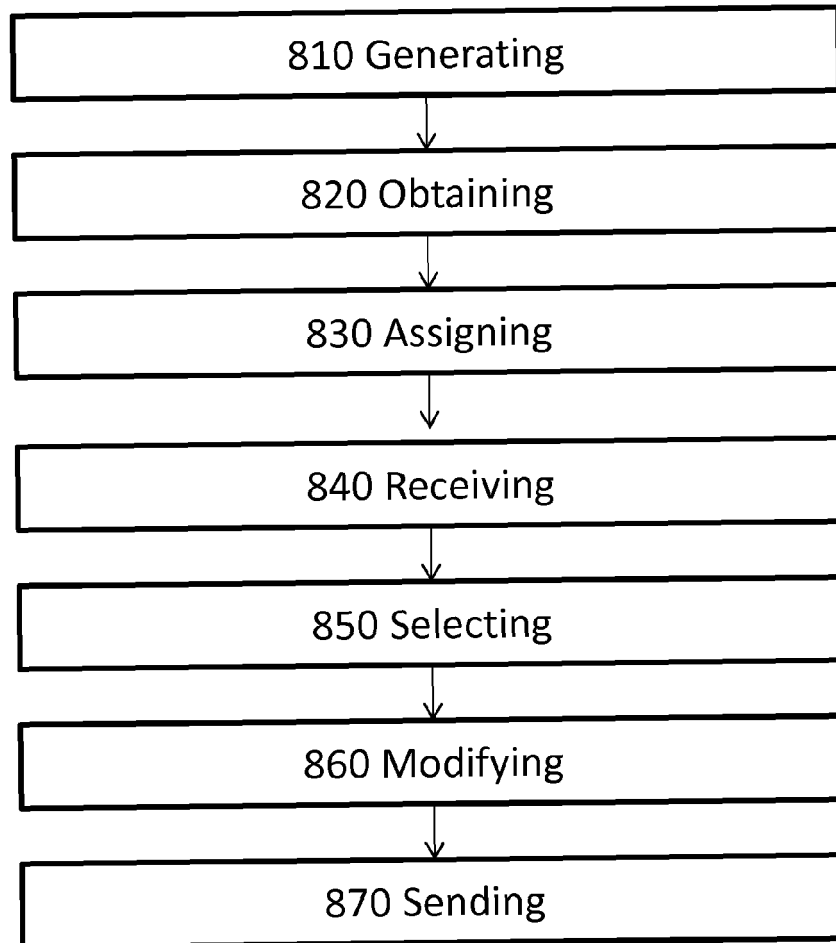 810 Generating
820 Obtaining
830 Assigning
840 Receiving
850 Selecting
860 Modifying
870 Sending